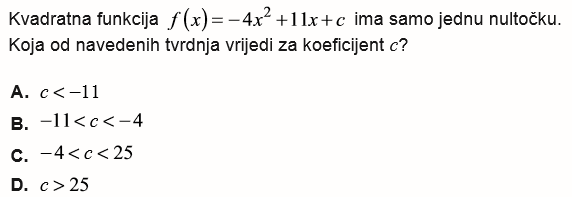 Kvadratna funkcija f(x) = −4x² + 11x + c ima samo jednu nultočku.
Koja od navedenih tvrdnja vrijedi za koeficijent c?
A. c < −11
B. −11 < c < −4
C. −4 < c < 25
D. c > 25